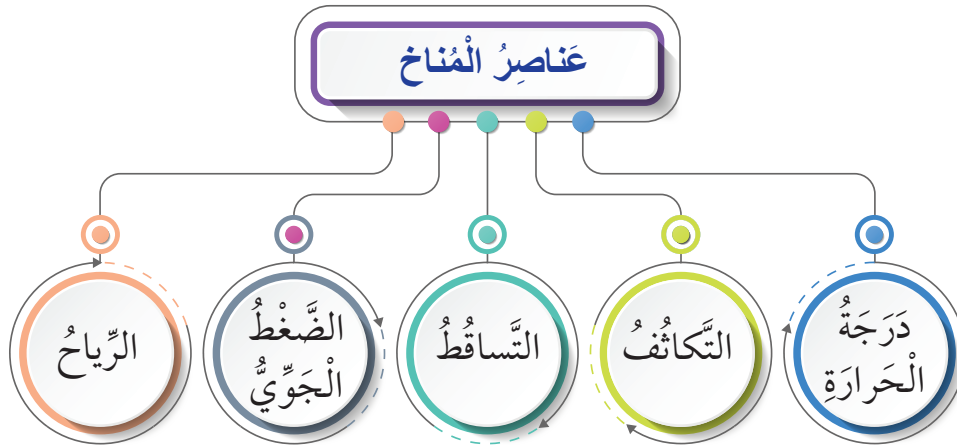 عَناصِرُ الْمُناخ
دَرَجَةُ
الْحَرارَةِ
التَّكاثُفُ
التَّساقُطُ
الضَّغْطُ
الْجَوِّيُّ
الرِّياحُ